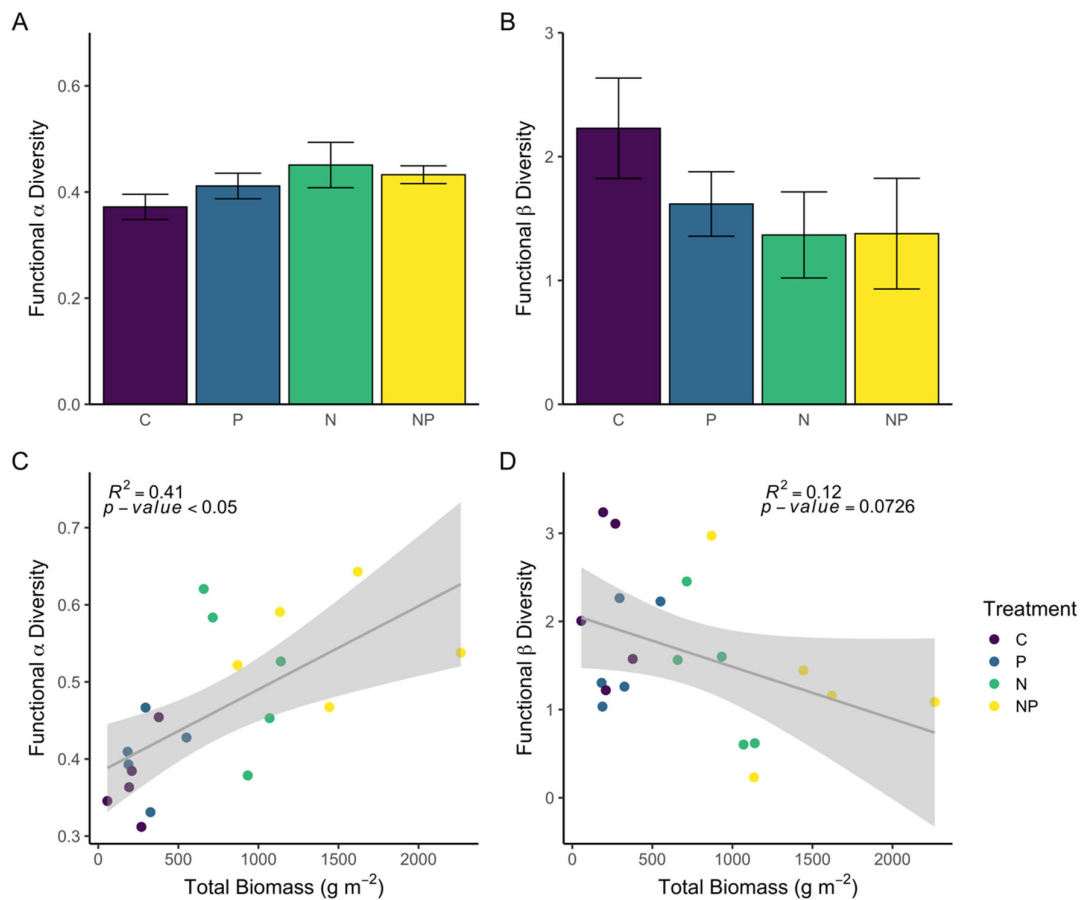 A
Functional α Diversity
0.6
0.4
0.2
0.0
C P N NP
B
Functional β Diversity
3
2
1
0
C P N NP
C
R² = 0.41
p − value < 0.05
Functional α Diversity
0.7
0.6
0.5
0.4
0.3
0 500 1000 1500 2000
Total Biomass (g m⁻²)
D
R² = 0.12
p − value = 0.0726
Functional β Diversity
3
2
1
0
0 500 1000 1500 2000
Total Biomass (g m⁻²)
Treatment
C
P
N
NP